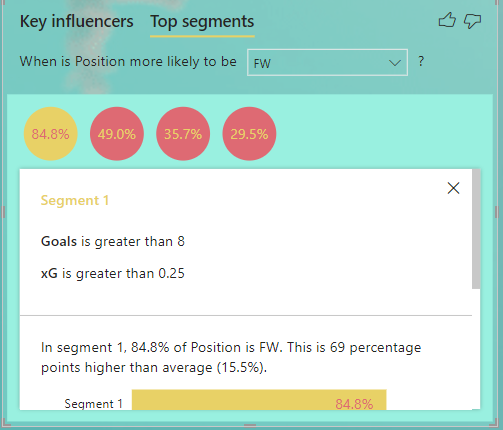 Key influencers Top segments
When is Position more likely to be FW ?
84.8% 49.0% 35.7% 29.5%
Segment 1
Goals is greater than 8
xG is greater than 0.25
In segment 1, 84.8% of Position is FW. This is 69 percentage
points higher than average (15.5%).
Segment 1 84.8%